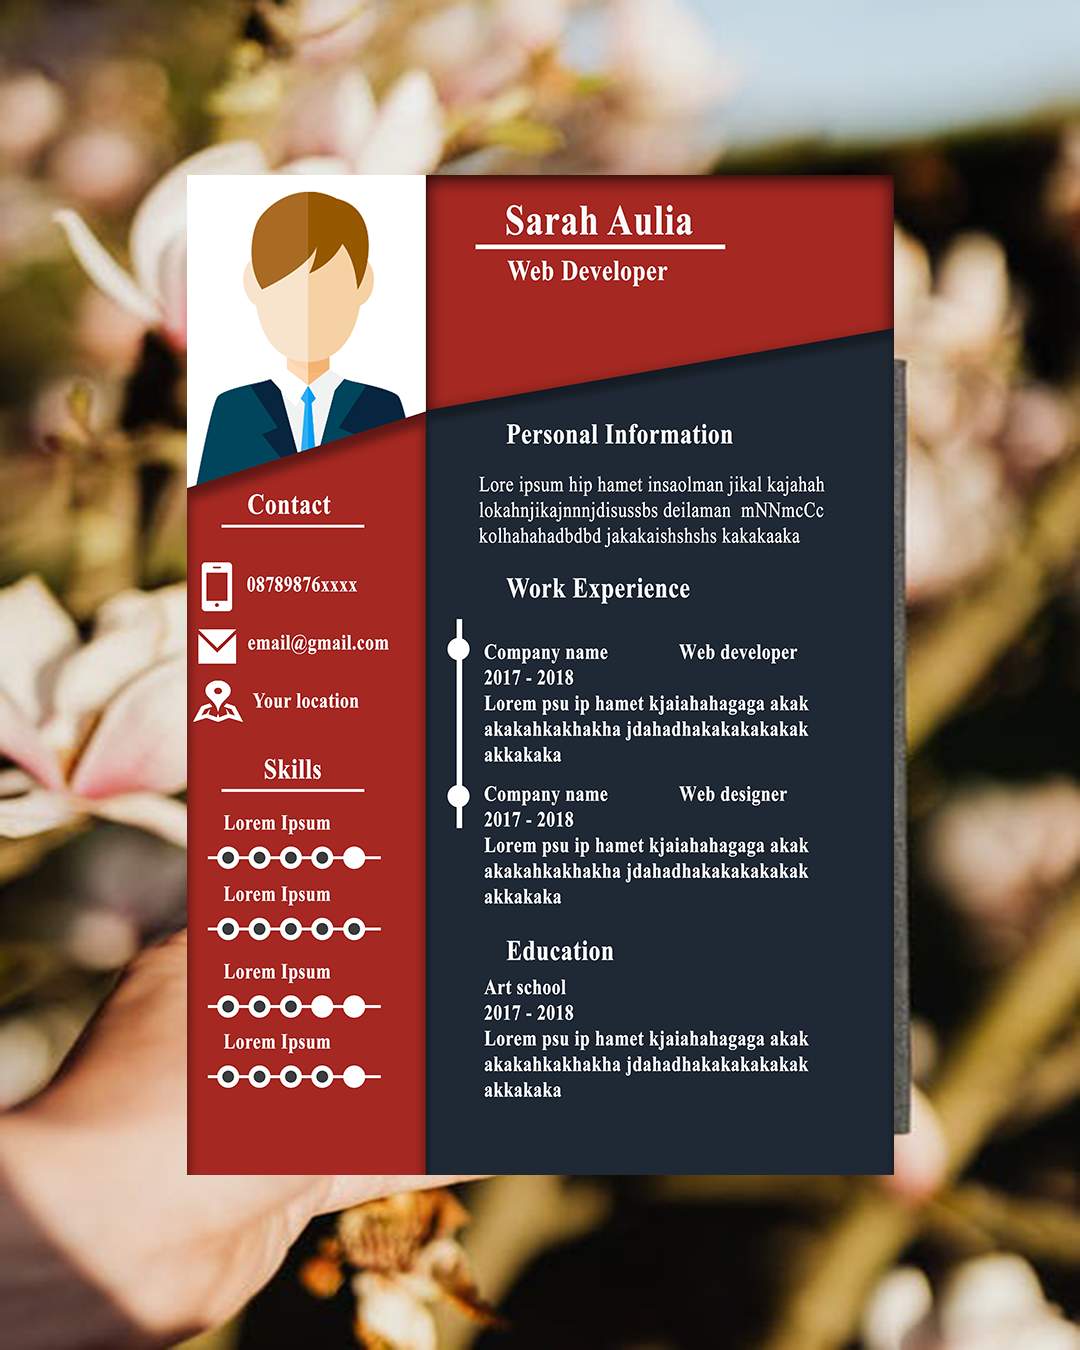 Sarah Aulia
Web Developer
Contact
08789876xxxx
email@gmail.com
Your location
Skills
Lorem Ipsum
Lorem Ipsum
Lorem Ipsum
Lorem Ipsum
Personal Information
Lore ipsum hip hamet insaolman jikal kajahah
lokahnjikajnnnjdisussbs deilaman mNNmcCc
kolhahahadbdbd jakakaishshshs kakakaaka
Work Experience
Company name Web developer
2017 - 2018
Lorem psu ip hamet kjaiahahagaga akak
akakahkakhakha jdahadhakakakakakak
akkakaka
Company name Web designer
2017 - 2018
Lorem psu ip hamet kjaiahahagaga akak
akakahkakhakha jdahadhakakakakakak
akkakaka
Education
Art school
2017 - 2018
Lorem psu ip hamet kjaiahahagaga akak
akakahkakhakha jdahadhakakakakakak
akkakaka